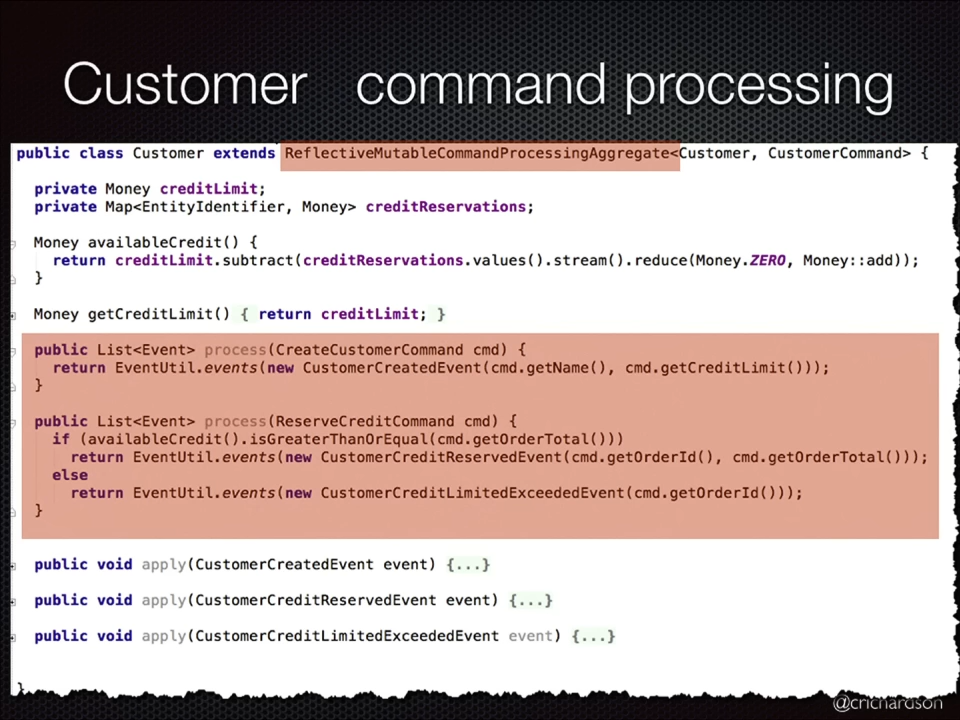 Customer command processing
public class Customer extends ReflectiveMutableCommandProcessingAggregate<Customer, CustomerCommand> {
private Money creditLimit;
private Map<EntityIdentifier, Money> creditReservations;
Money availableCredit() {
return creditLimit.subtract(creditReservations.values().stream().reduce(Money.ZERO, Money::add));
}
Money getCreditLimit() { return creditLimit; }
public List<Event> process(CreateCustomerCommand cmd) {
return EventUtil.events(new CustomerCreatedEvent(cmd.getName(), cmd.getCreditLimit()));
}
public List<Event> process(ReserveCreditCommand cmd) {
if (availableCredit().isGreaterThanOrEqual(cmd.getOrderTotal()))
return EventUtil.events(new CustomerCreditReservedEvent(cmd.getOrderId(), cmd.getOrderTotal()));
else
return EventUtil.events(new CustomerCreditLimitedExceededEvent(cmd.getOrderId()));
}
public void apply(CustomerCreatedEvent event) {...}
public void apply(CustomerCreditReservedEvent event) {...}
public void apply(CustomerCreditLimitedExceededEvent event) {...}
}
@crichardson